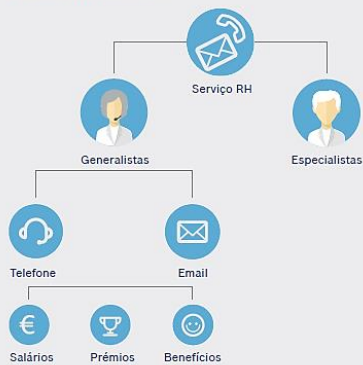 Serviço RH
Generalistas
Especialistas
Telefone
Email
€
Salários
Prémios
Benefícios